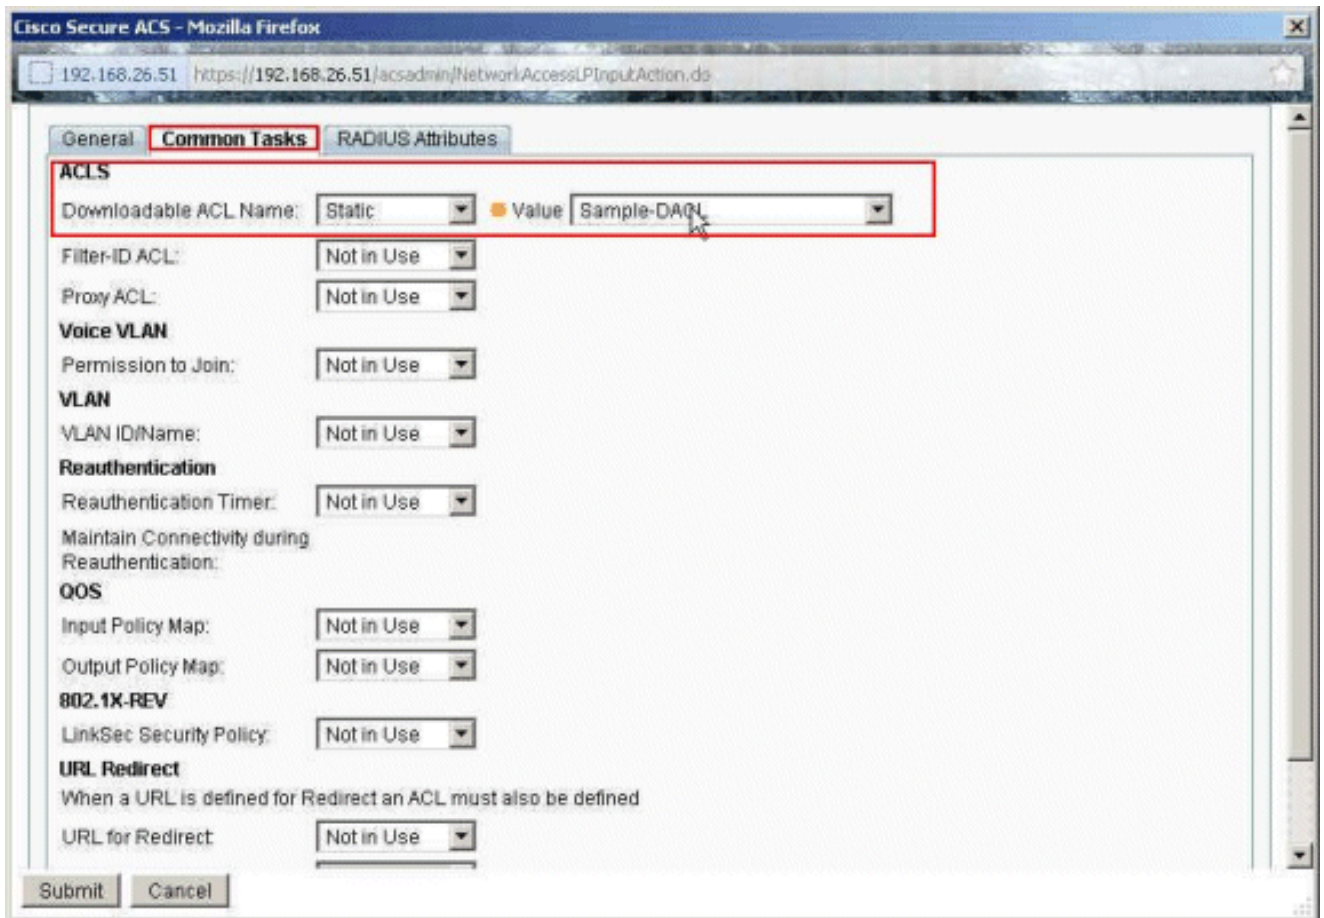 Cisco Secure ACS - Mozilla Firefox
192.168.26.51 https://192.168.26.51/acsadmin/NetworkAccessLPInputAction.do
General Common Tasks RADIUS Attributes
ACLS
Downloadable ACL Name: Static Value Sample-DACL
Filter-ID ACL: Not in Use
Proxy ACL: Not in Use
Voice VLAN
Permission to Join: Not in Use
VLAN
VLAN ID/Name: Not in Use
Reauthentication
Reauthentication Timer: Not in Use
Maintain Connectivity during
Reauthentication:
QOS
Input Policy Map: Not in Use
Output Policy Map: Not in Use
802.1X-REV
LinkSec Security Policy: Not in Use
URL Redirect
When a URL is defined for Redirect an ACL must also be defined
URL for Redirect: Not in Use
Submit Cancel